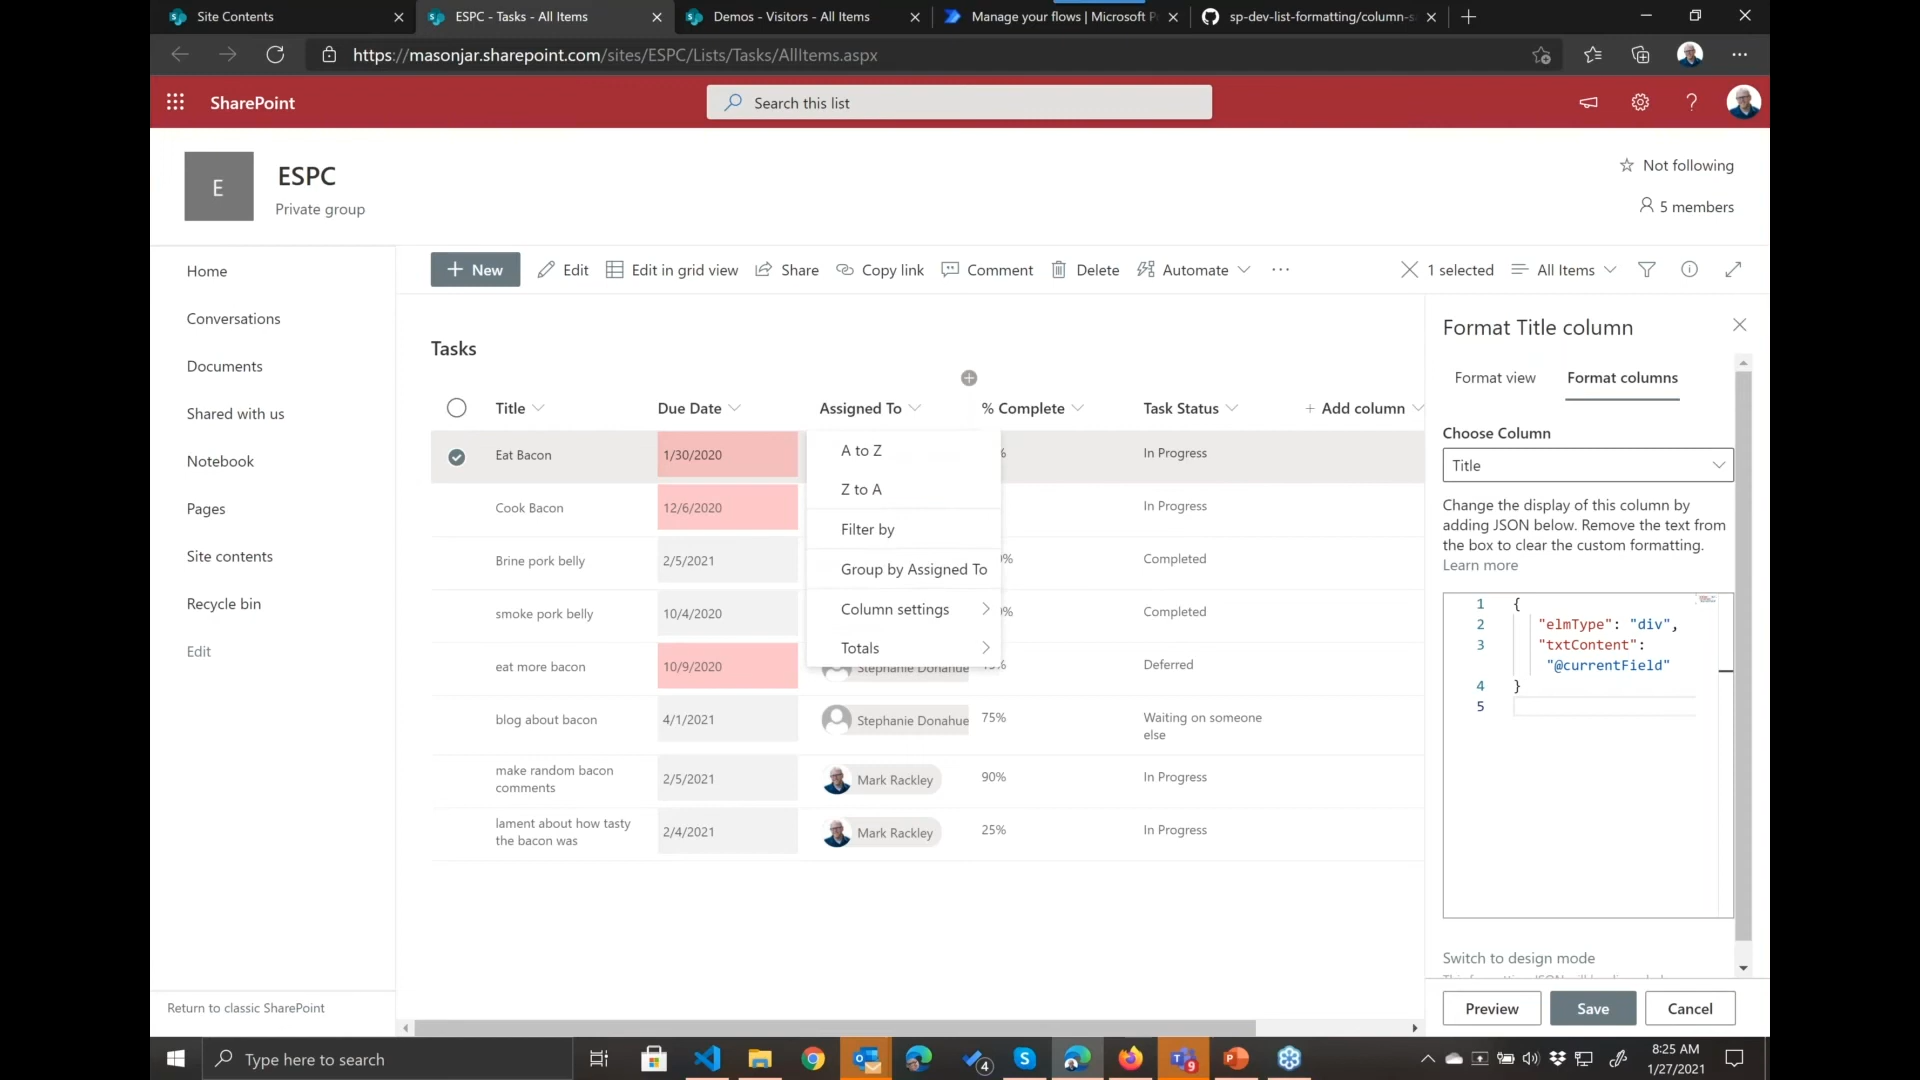 Site Contents
ESPC - Tasks - All Items
Demos - Visitors - All Items
Manage your flows | Microsoft P
sp-dev-list-formatting/column-s
https://masonjar.sharepoint.com/sites/ESPC/Lists/Tasks/AllItems.aspx
SharePoint
Search this list
E
ESPC
Private group
Not following
5 members
Home
Conversations
Documents
Shared with us
Notebook
Pages
Site contents
Recycle bin
Edit
Return to classic SharePoint
New
Edit
Edit in grid view
Share
Copy link
Comment
Delete
Automate
1 selected
All Items
Tasks
Title
Due Date
Assigned To
% Complete
Task Status
Add column
Eat Bacon
1/30/2020
In Progress
Cook Bacon
12/6/2020
In Progress
Brine pork belly
2/5/2021
Completed
smoke pork belly
10/4/2020
Completed
eat more bacon
10/9/2020
Stephanie Donahue
Deferred
blog about bacon
4/1/2021
Stephanie Donahue
75%
Waiting on someone
else
make random bacon
comments
2/5/2021
Mark Rackley
90%
In Progress
lament about how tasty
the bacon was
2/4/2021
Mark Rackley
25%
In Progress
A to Z
Z to A
Filter by
Group by Assigned To
Column settings
Totals
Format Title column
Format view
Format columns
Choose Column
Title
Change the display of this column by
adding JSON below. Remove the text from
the box to clear the custom formatting.
Learn more
1 {
2 "elmType": "div",
3 "txtContent":
"@currentField"
4 }
5
Switch to design mode
Preview
Save
Cancel
Type here to search
4
9
8:25 AM
1/27/2021